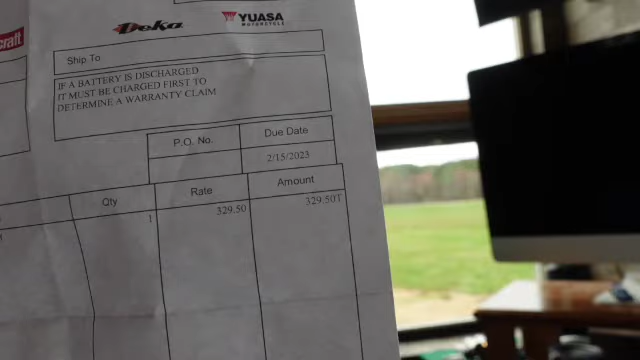 craft
Deka
YUASA
MOTORCYCLE
Ship To
IF A BATTERY IS DISCHARGED
IT MUST BE CHARGED FIRST TO
DETERMINE A WARRANTY CLAIM
P.O. No.
Due Date
2/15/2023
Qty
Rate
Amount
1
329.50
329.50T